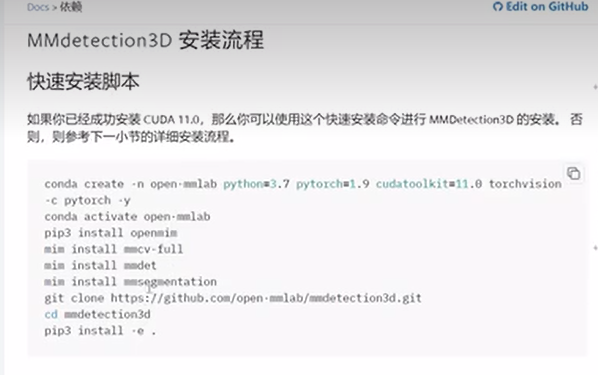 Docs > 依赖
Edit on GitHub
MMdetection3D 安装流程
快速安装脚本
如果你已经成功安装 CUDA 11.0，那么你可以使用这个快速安装命令进行 MMDetection3D 的安装。 否
则，则参考下一小节的详细安装流程。
conda create -n open-mmlab python=3.7 pytorch=1.9 cudatoolkit=11.0 torchvision
-c pytorch -y
conda activate open-mmlab
pip3 install openmim
mim install mmcv-full
mim install mmdet
mim install mmsegmentation
git clone https://github.com/open-mmlab/mmdetection3d.git
cd mmdetection3d
pip3 install -e .